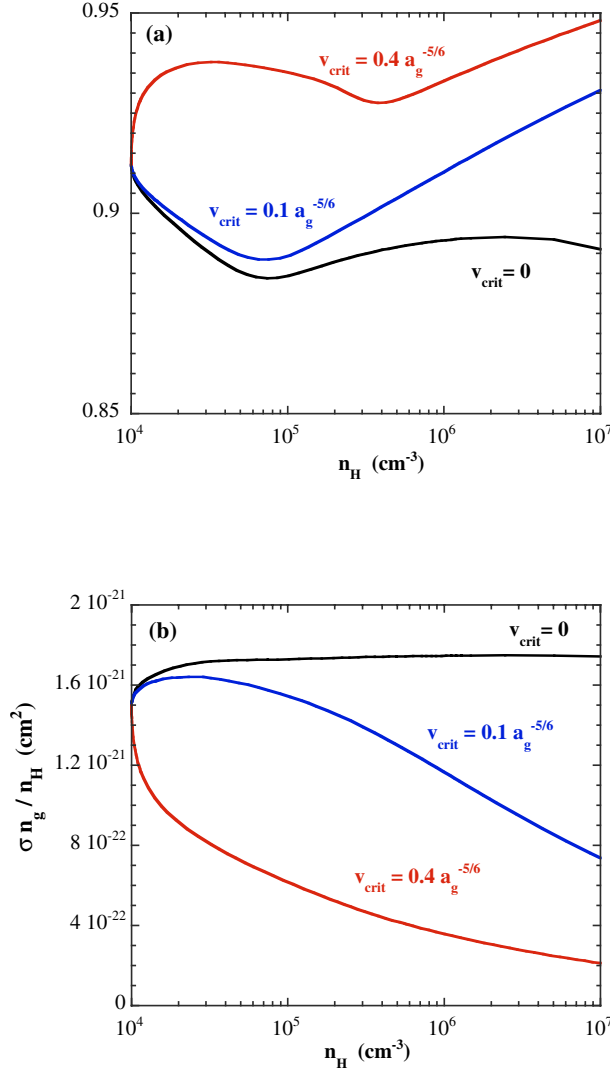 0.95
(a)
v_crit = 0.4 a_g^-5/6
0.9
v_crit = 0.1 a_g^-5/6
v_crit = 0
0.85
10^4 10^5 10^6 10^7
n_H (cm^-3)
2 10^-21
(b)
v_crit = 0
1.6 10^-21
v_crit = 0.1 a_g^-5/6
1.2 10^-21
σ n_g / n_H (cm^2)
8 10^-22
v_crit = 0.4 a_g^-5/6
4 10^-22
0
10^4 10^5 10^6 10^7
n_H (cm^-3)